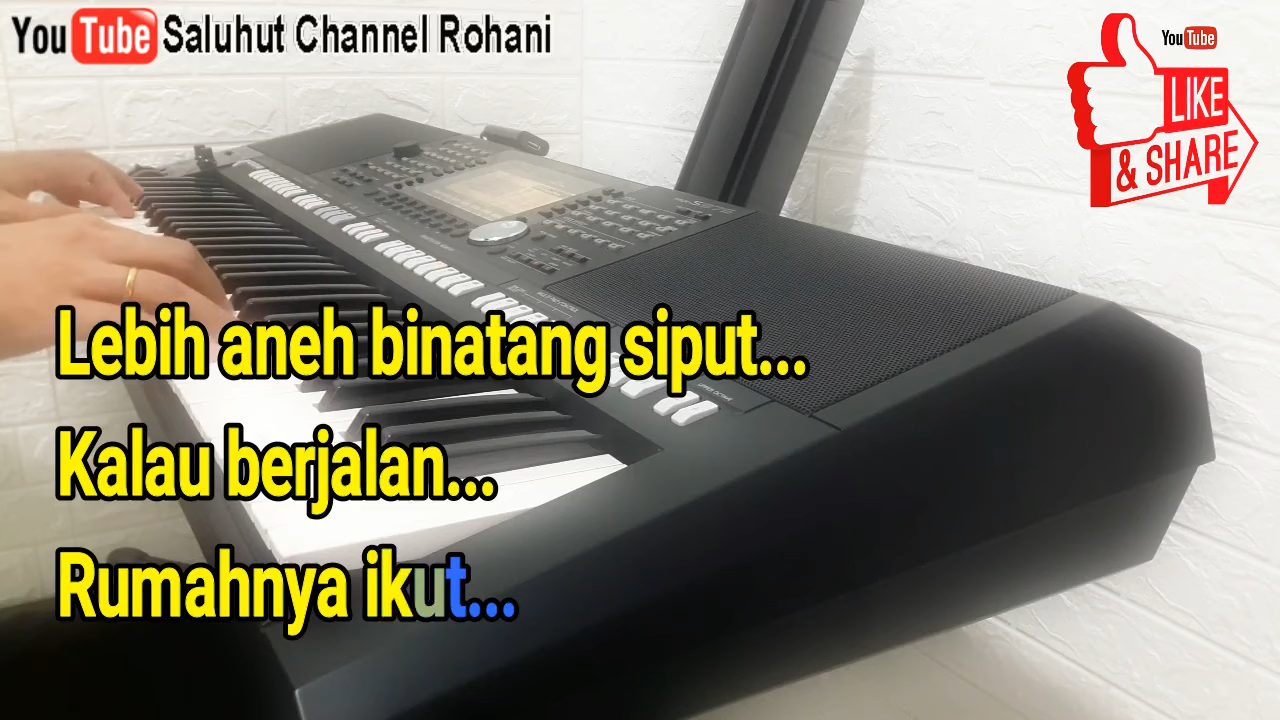 YouTube Saluhut Channel Rohani
YouTube
LIKE
& SHARE
Lebih aneh binatang siput...
Kalau berjalan...
Rumahnya ikut...